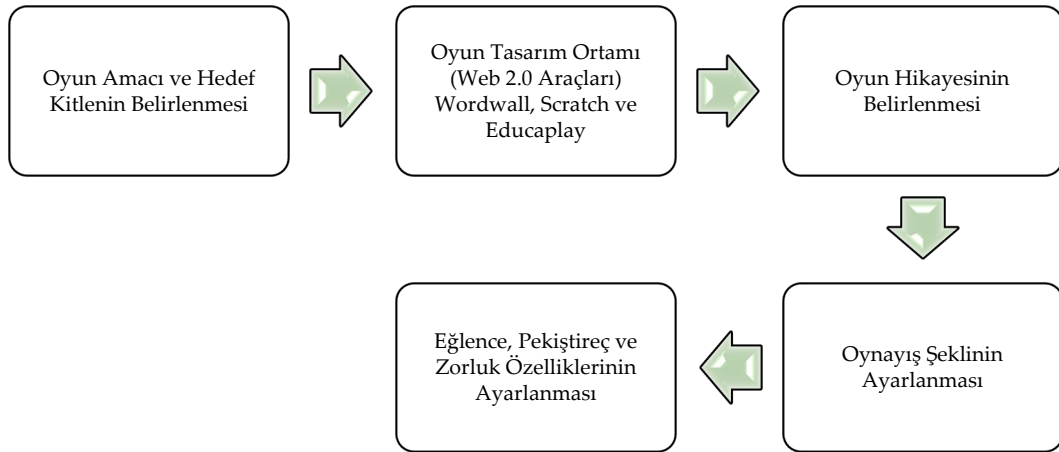 Oyun Amacı ve Hedef
Kitlenin Belirlenmesi
Oyun Tasarım Ortamı
(Web 2.0 Araçları)
Wordwall, Scratch ve
Educaplay
Oyun Hikayesinin
Belirlenmesi
Oynayış Şeklinin
Ayarlanması
Eğlence, Pekiştireç ve
Zorluk Özelliklerinin
Ayarlanması